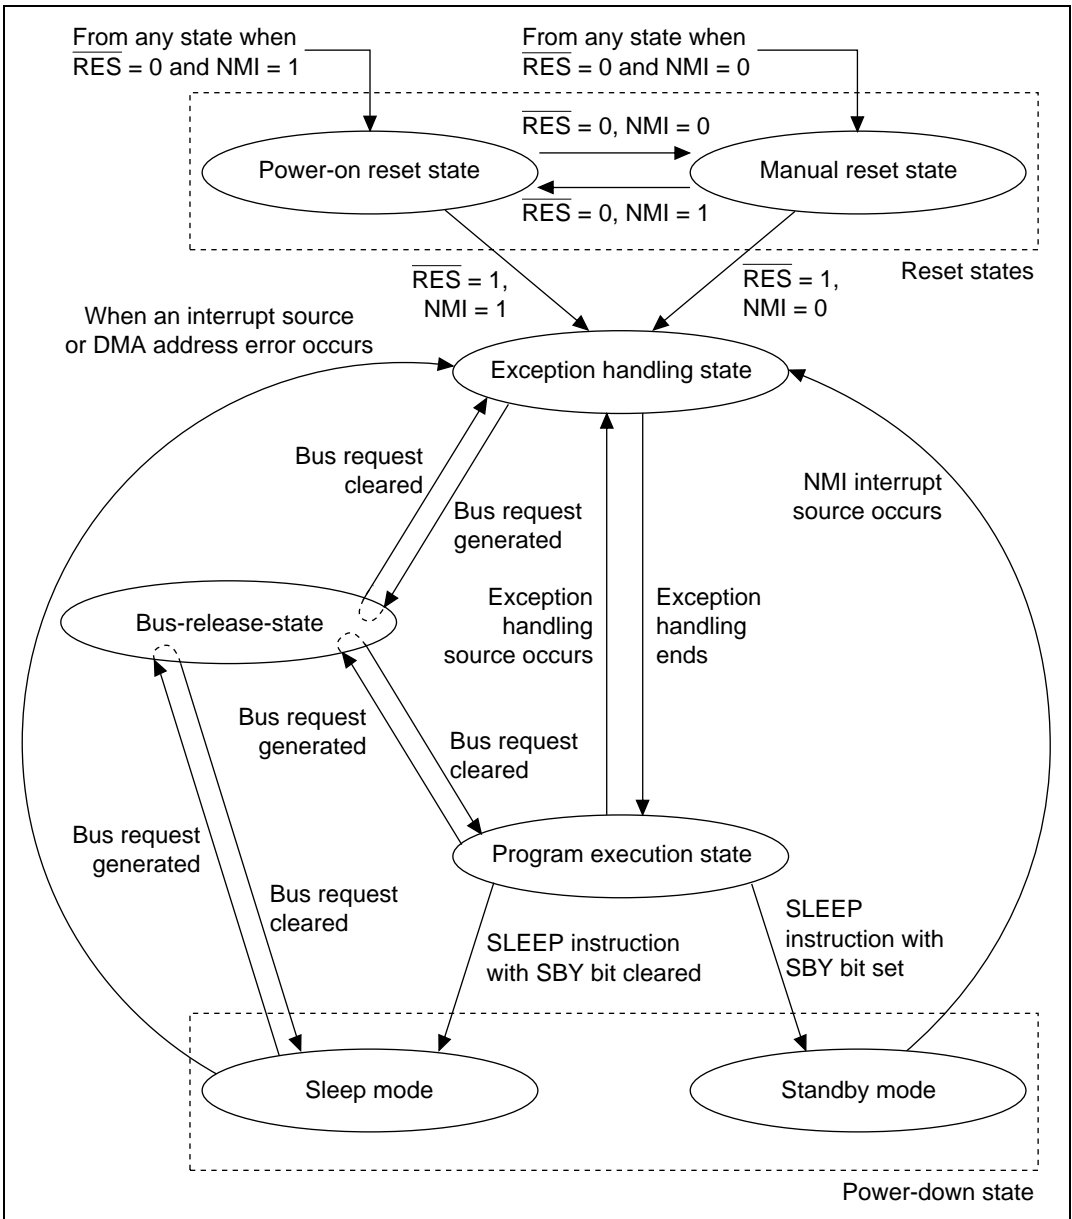 From any state when
RES = 0 and NMI = 1
From any state when
RES = 0 and NMI = 0
RES = 0, NMI = 0
Power-on reset state
Manual reset state
RES = 0, NMI = 1
Reset states
RES = 1,
NMI = 1
RES = 1,
NMI = 0
When an interrupt source
or DMA address error occurs
Exception handling state
Bus request
cleared
Bus request
generated
NMI interrupt
source occurs
Exception
handling
source occurs
Exception
handling
ends
Bus-release-state
Bus request
generated
Bus request
cleared
Bus request
generated
Bus request
cleared
Program execution state
SLEEP instruction
with SBY bit cleared
SLEEP
instruction with
SBY bit set
Sleep mode
Standby mode
Power-down state